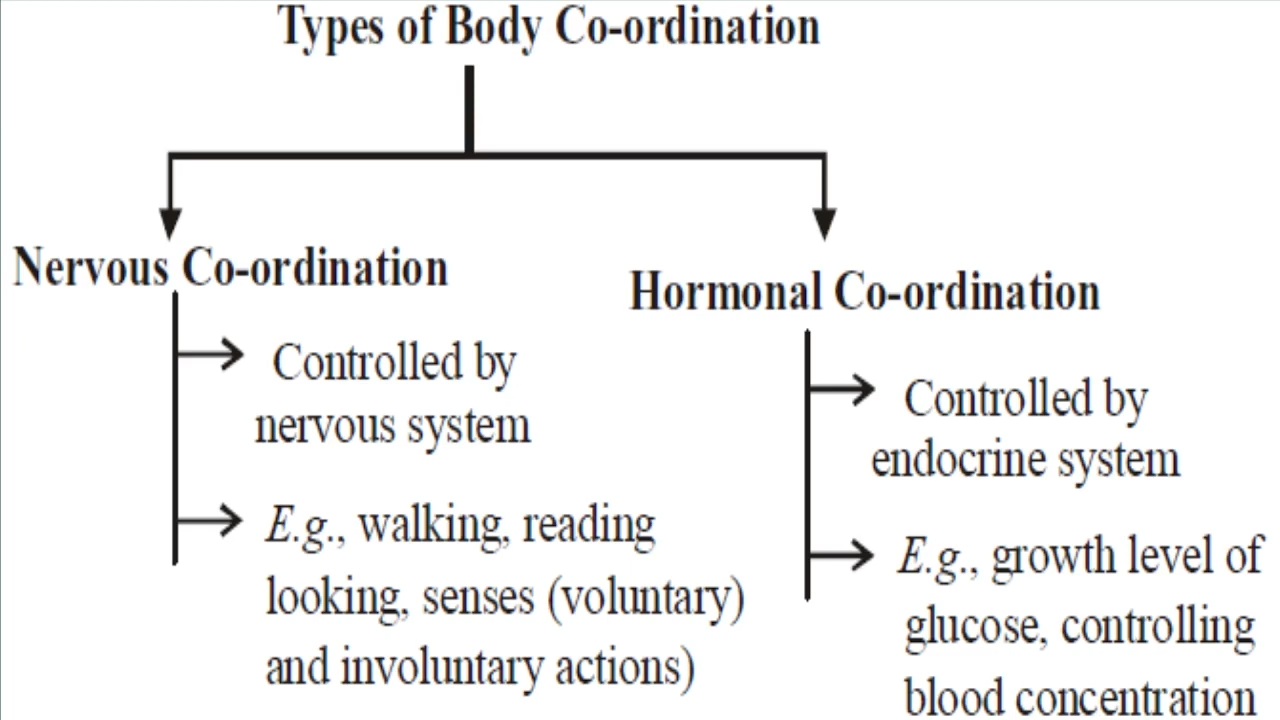 Types of Body Co-ordination
Nervous Co-ordination
Controlled by
nervous system
E.g., walking, reading
looking, senses (voluntary)
and involuntary actions)
Hormonal Co-ordination
Controlled by
endocrine system
E.g., growth level of
glucose, controlling
blood concentration